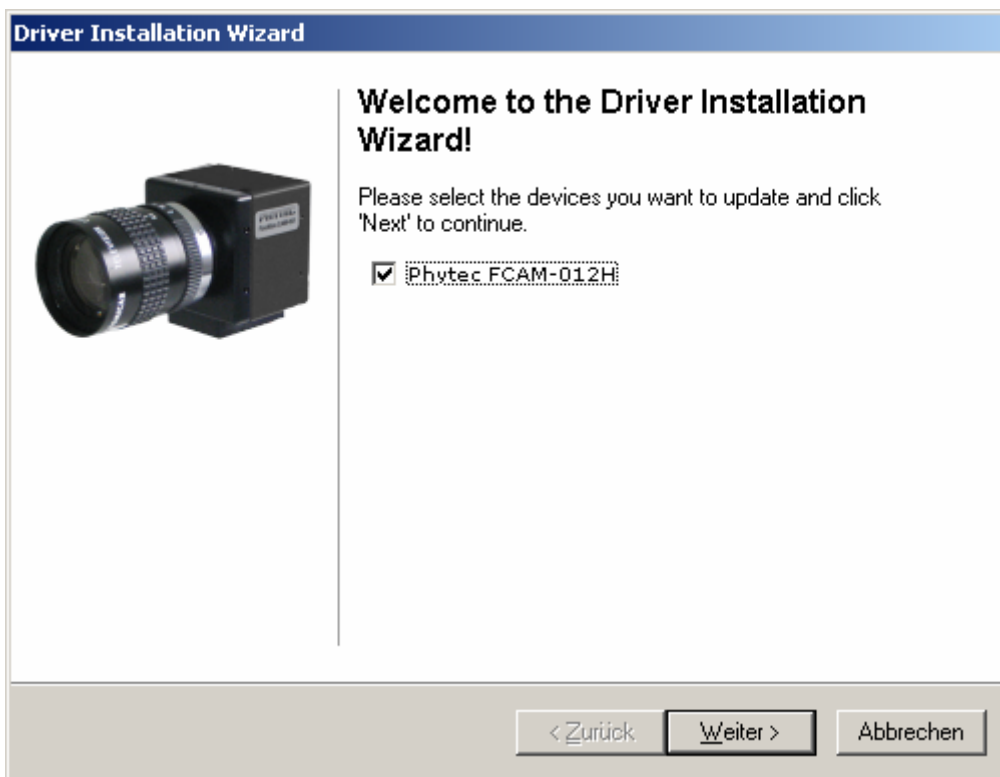 Driver Installation Wizard
Welcome to the Driver Installation
Wizard!
Please select the devices you want to update and click
'Next' to continue.
Phytec FCAM-012H
< Zurück
Weiter >
Abbrechen